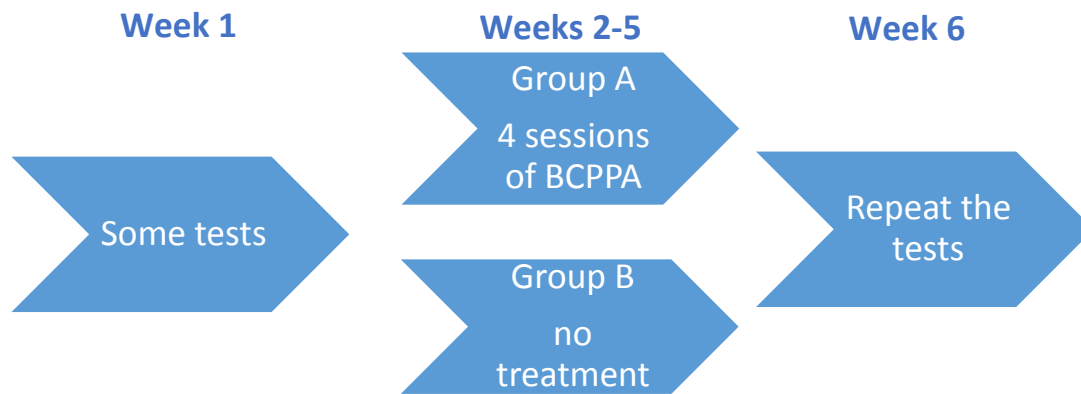 Week 1
Weeks 2-5
Week 6
Some tests
Group A
4 sessions
of BCPPA
Group B
no
treatment
Repeat the
tests